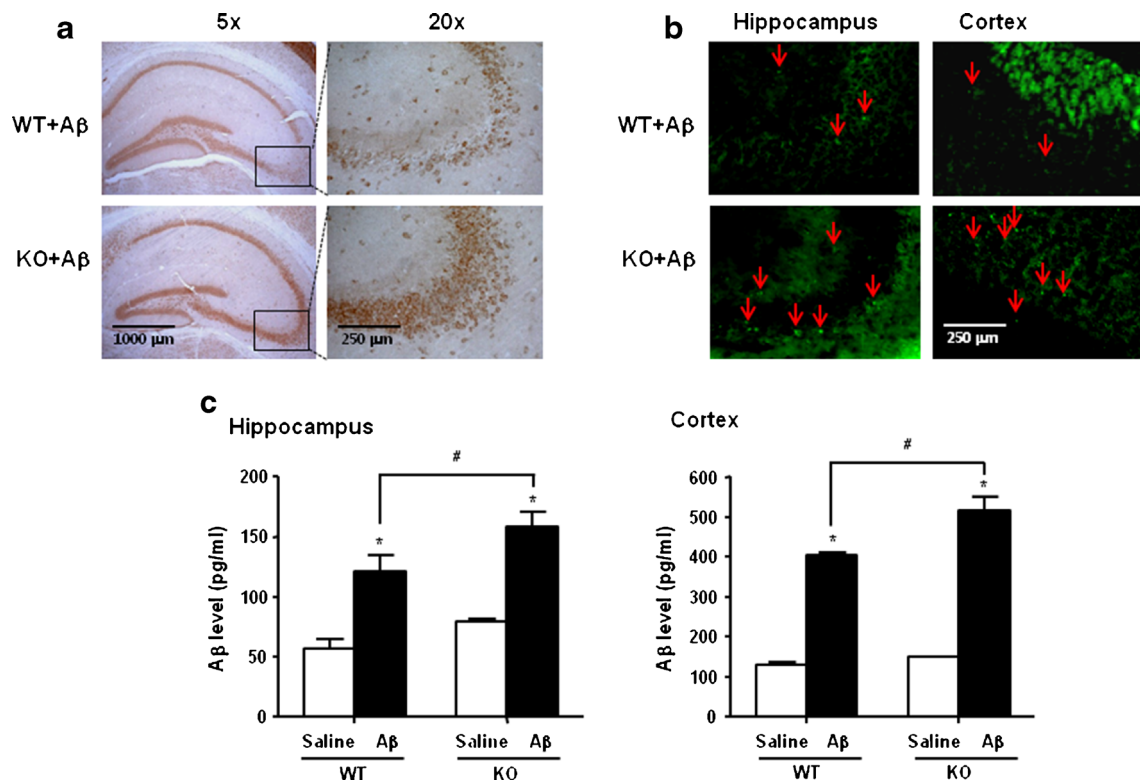 a
5x
20x
WT+Aβ
KO+Aβ
1000 µm
250 µm
b
Hippocampus
Cortex
WT+Aβ
KO+Aβ
250 µm
c
Hippocampus
Aβ level (pg/ml)
200
150
100
50
0
#
*
*
Saline
Aβ
Saline
Aβ
WT
KO
Cortex
Aβ level (pg/ml)
600
500
400
300
200
100
0
#
*
*
Saline
Aβ
Saline
Aβ
WT
KO